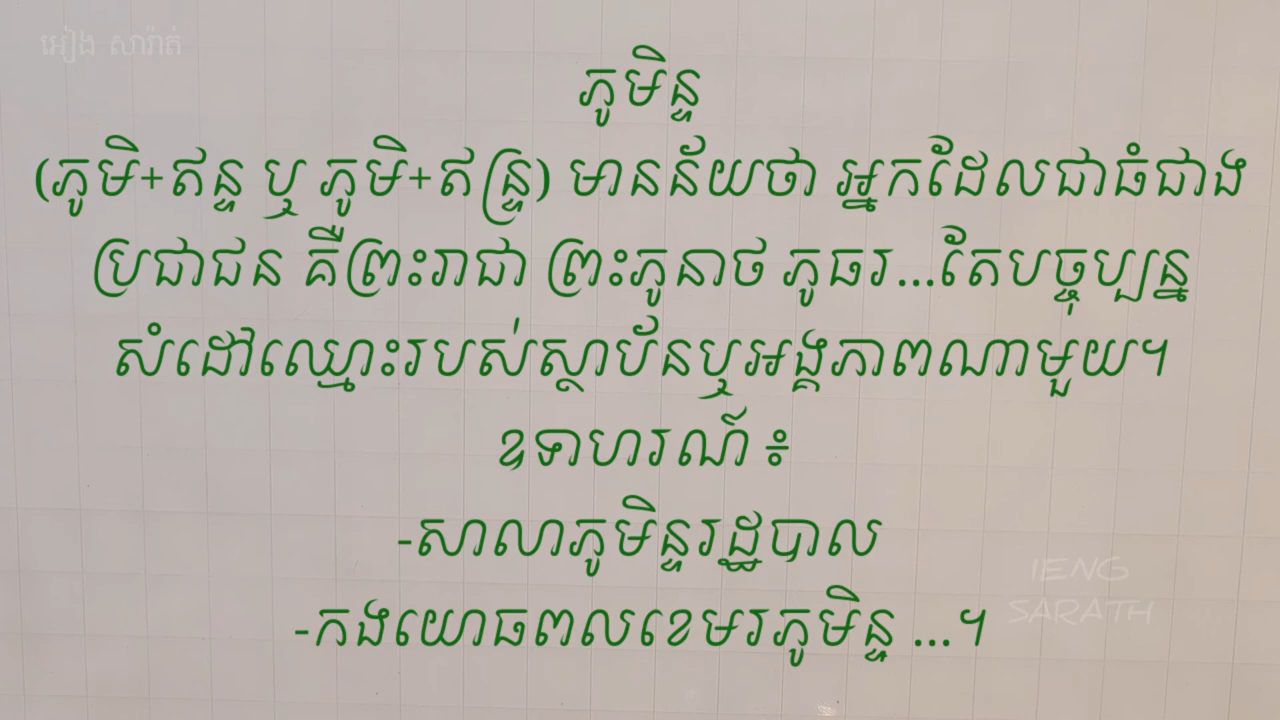 អៀង សារ៉ាត់
ភូមិន្ទ
(ភូមិ+ឥន្ទ ឬ ភូមិ+ឥន្រ្ទ) មានន័យថា អ្នកដែលជាធំជាង
ប្រជាជន គឺព្រះរាជា ព្រះភូនាថ ភូធរ...តែបច្ចុប្បន្ន
សំដៅឈ្មោះរបស់ស្ថាប័នឬអង្គភាពណាមួយ។
ឧទាហរណ៍ ៖
-សាលាភូមិន្ទរដ្ឋបាល
-កងយោធពលខេមរភូមិន្ទ ...។
IENG
SARATH